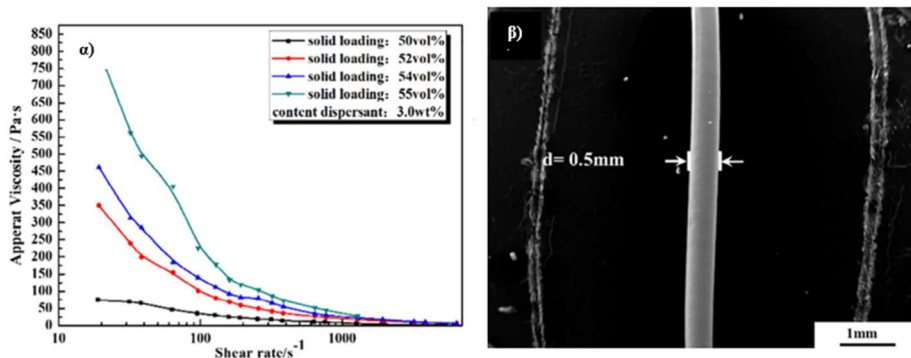 α)
850
800
750
700
650
600
550
500
450
400
350
300
250
200
150
100
50
0
Apperat Viscosity / Pa·s
solid loading: 50vol%
solid loading: 52vol%
solid loading: 54vol%
solid loading: 55vol%
content dispersant: 3.0wt%
10 100 1000
Shear rate/s⁻¹
β)
d= 0.5mm
1mm